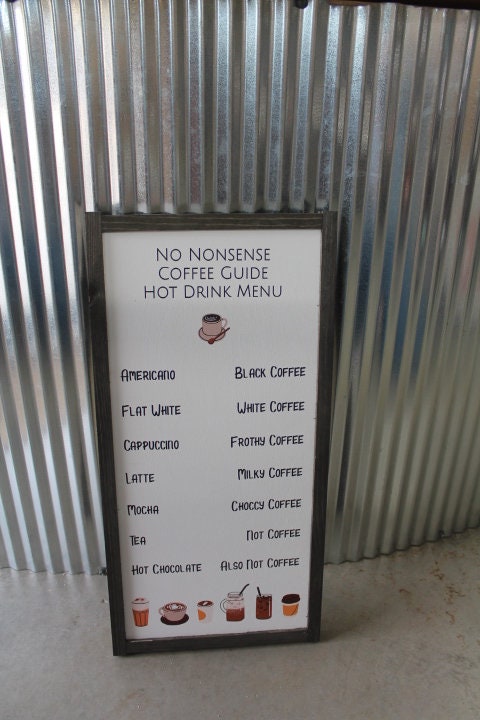 No Nonsense
Coffee Guide
Hot Drink Menu
Americano Black Coffee
Flat White White Coffee
Cappuccino Frothy Coffee
Latte Milky Coffee
Mocha Choccy Coffee
Tea Not Coffee
Hot Chocolate Also Not Coffee